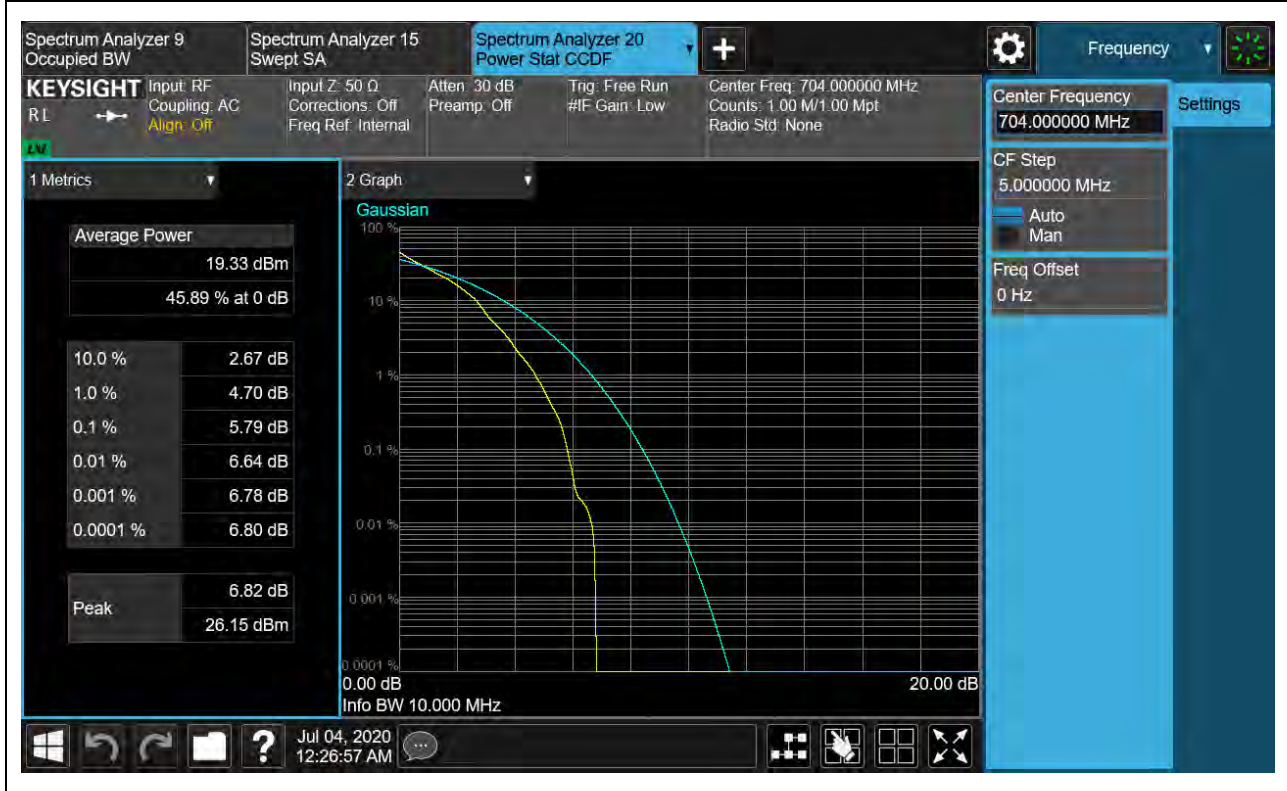 Spectrum Analyzer 9
Occupied BW
Spectrum Analyzer 15
Swept SA
Spectrum Analyzer 20
Power Stat CCDF
Frequency
KEYSIGHT
RL
Input: RF
Coupling: AC
Align: Off
Input Z: 50 Ω
Corrections: Off
Freq Ref: Internal
Atten: 30 dB
Preamp: Off
Trig: Free Run
#IF Gain: Low
Center Freq: 704.000000 MHz
Counts: 1.00 M/1.00 Mpt
Radio Std: None
Center Frequency
704.000000 MHz
Settings
CF Step
5.000000 MHz
Auto
Man
Freq Offset
0 Hz
1 Metrics
Average Power
19.33 dBm
45.89 % at 0 dB
10.0 % 2.67 dB
1.0 % 4.70 dB
0.1 % 5.79 dB
0.01 % 6.64 dB
0.001 % 6.78 dB
0.0001 % 6.80 dB
Peak
6.82 dB
26.15 dBm
2 Graph
Gaussian
100 %
10 %
1 %
0.1 %
0.01 %
0.001 %
0.0001 %
0.00 dB 20.00 dB
Info BW 10.000 MHz
?
Jul 04, 2020
12:26:57 AM